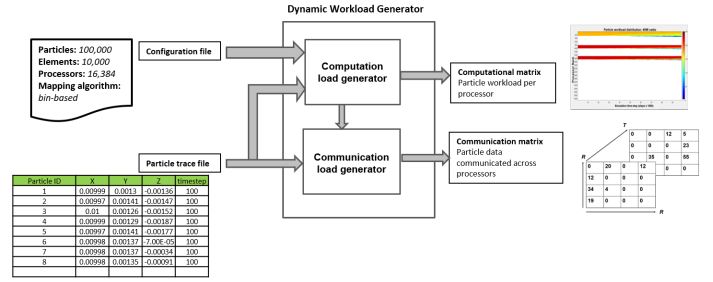 Dynamic Workload Generator
Particles: 100,000
Elements: 10,000
Processors: 16,384
Mapping algorithm:
bin-based
Configuration file
Particle trace file
Computation
load generator
Communication
load generator
Computational matrix
Particle workload per
processor
Communication matrix
Particle data
communicated across
processors
T
0 0 12 5
0 0 0 23
0 35 0 55
0 0
R
0 20 0 12
12 0 0 0
34 4 0 0
19 0 0 0
R
Particle ID X Y Z timestep
1 0.00999 0.0013 -0.00136 100
2 0.00997 0.00141 -0.00147 100
3 0.01 0.00126 -0.00152 100
4 0.00999 0.00129 -0.00187 100
5 0.00997 0.00141 -0.00177 100
6 0.00998 0.00137 -7.00E-05 100
7 0.00998 0.00137 -0.00034 100
8 0.00998 0.00135 -0.00091 100